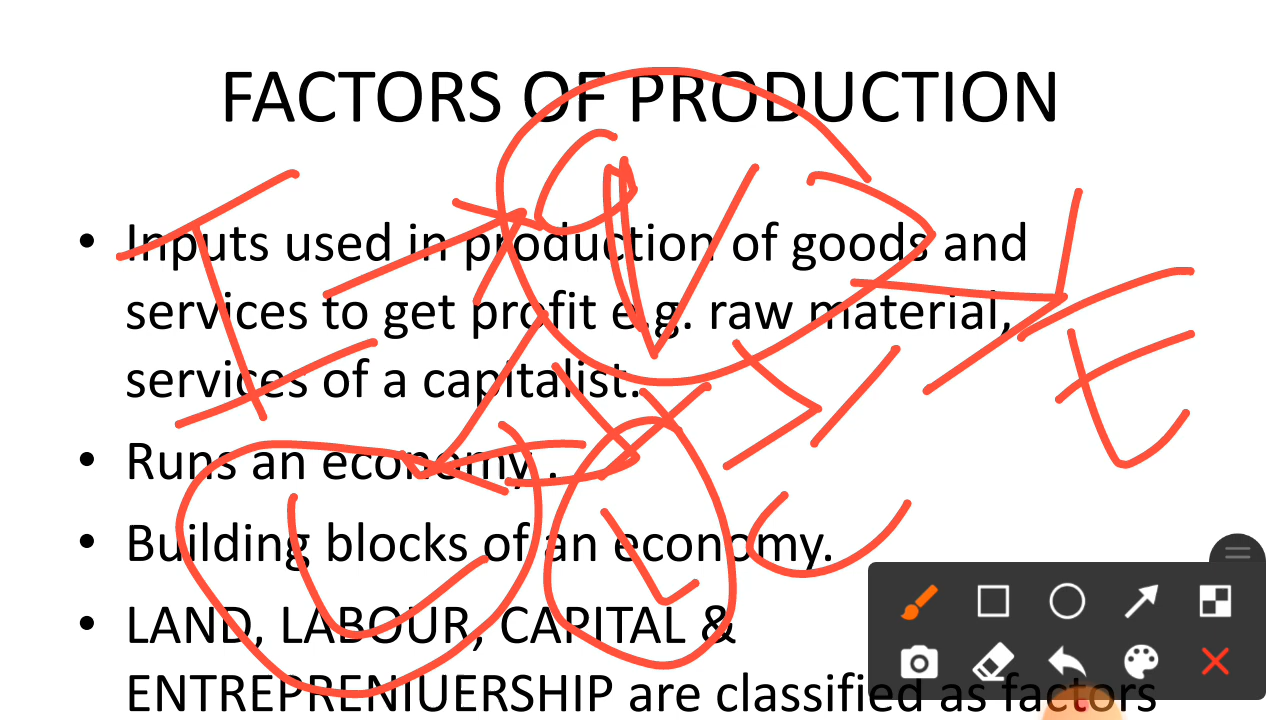 FACTORS OF PRODUCTION
• Inputs used in production of goods and
services to get profit e.g. raw material,
services of a capitalist.
• Runs an economy .
• Building blocks of an economy.
• LAND, LABOUR, CAPITAL &
ENTREPRENIUERSHIP are classified as factors